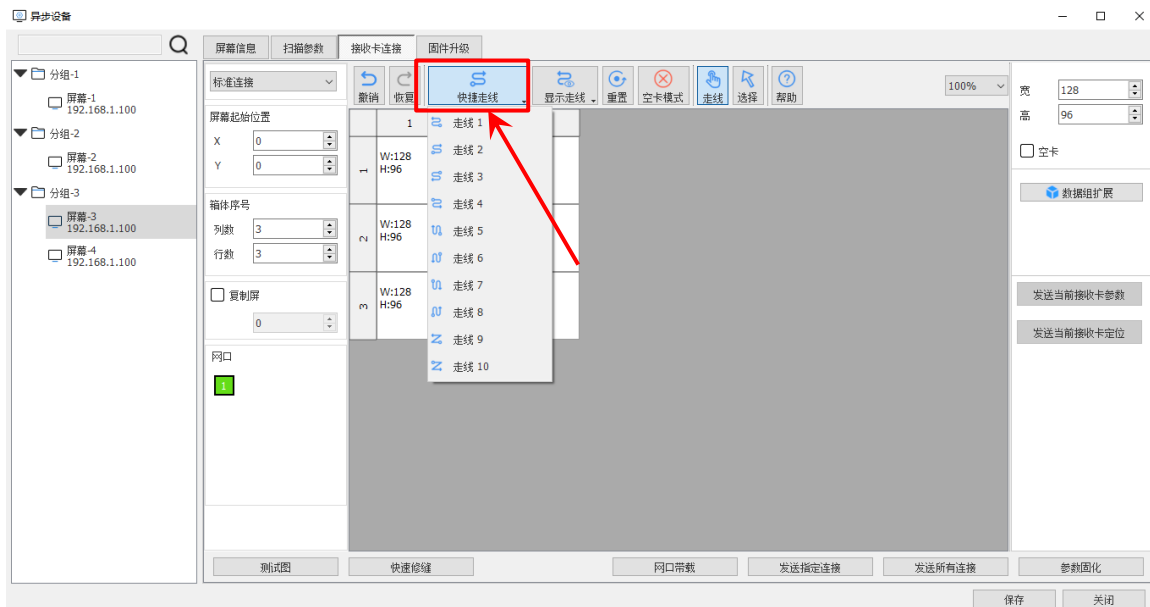 异步设备
屏幕信息 扫描参数 接收卡连接 固件升级
分组-1
屏幕-1
192.168.1.100
分组-2
屏幕-2
192.168.1.100
分组-3
屏幕-3
192.168.1.100
屏幕-4
192.168.1.100
标准连接
屏幕起始位置
X 0
Y 0
箱体序号
列数 3
行数 3
复制屏
0
网口
1
撤销 恢复 快捷走线 显示走线 重置 空卡模式 走线 选择 帮助
100%
1
1
W:128
H:96
2
W:128
H:96
3
W:128
H:96
走线 1
走线 2
走线 3
走线 4
走线 5
走线 6
走线 7
走线 8
走线 9
走线 10
宽 128
高 96
空卡
数据组扩展
发送当前接收卡参数
发送当前接收卡定位
测试图 快速修缝 网口带载 发送指定连接 发送所有连接 参数固化
保存 关闭